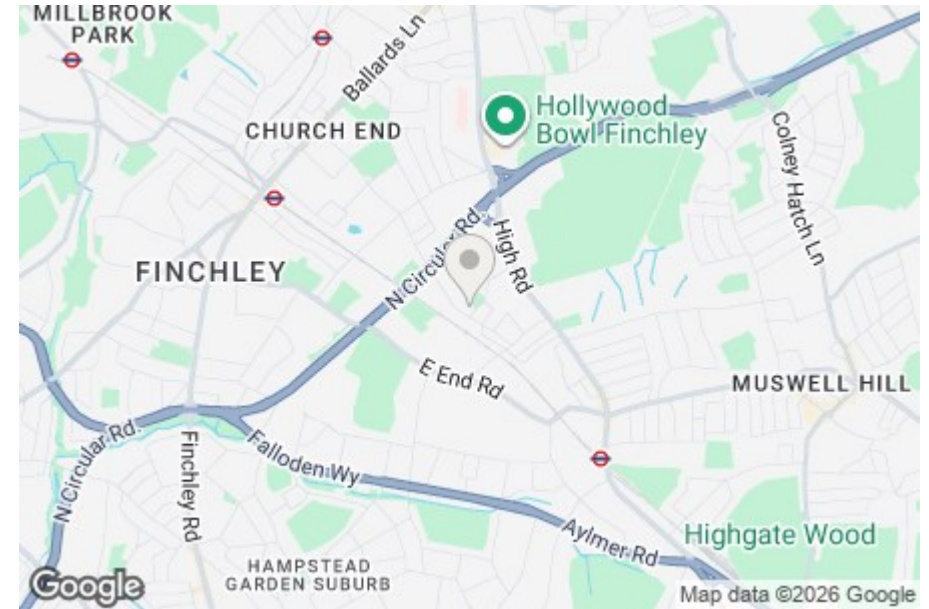 MILLBROOK
PARK
Ballards Ln
Hollywood
Bowl Finchley
CHURCH END
Colney Hatch Ln
N Circular Rd.
High Rd
FINCHLEY
E End Rd
MUSWELL HILL
N Circular Rd.
Finchley Rd
Falloden Wy
Aylmer Rd
Highgate Wood
HAMPSTEAD
GARDEN SUBURB
Google
Map data ©2026 Google